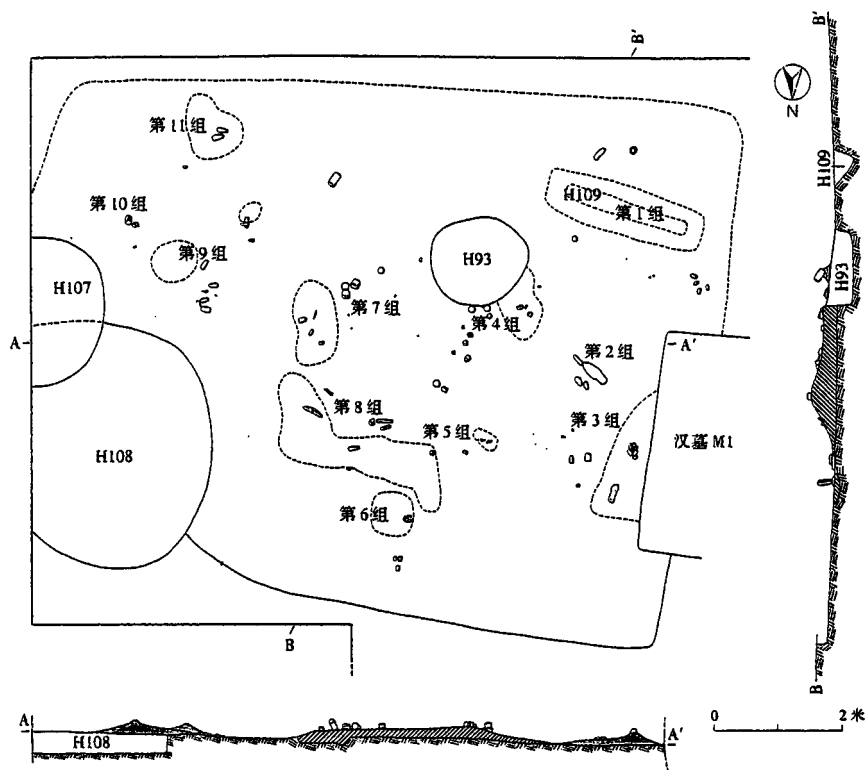 B'
B'
第11组
N
H109
第10组
H109
第1组
第9组
H93
H93
H107
第7组
第4组
A
A'
第2组
第8组
第3组
第5组
汉墓M1
H108
第6组
B
B
A
A'
H108
0 2米